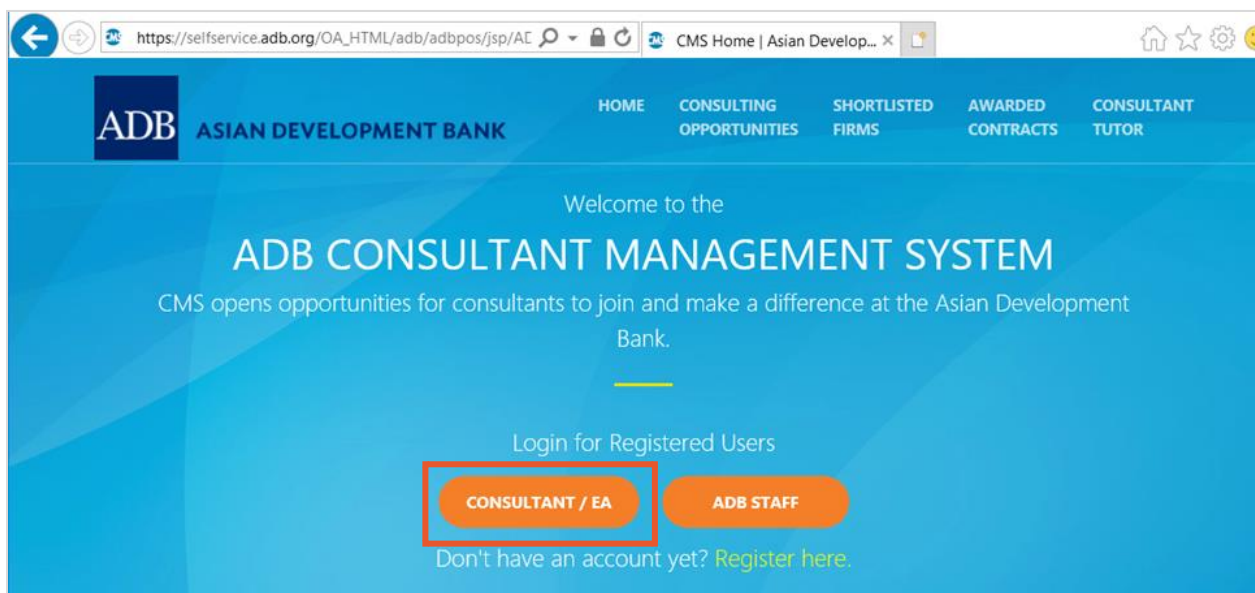 https://selfservice.adb.org/OA_HTML/adb/adbpos/jsp/AD
CMS Home | Asian Develop...
ADB ASIAN DEVELOPMENT BANK
HOME
CONSULTING
OPPORTUNITIES
SHORTLISTED
FIRMS
AWARDED
CONTRACTS
CONSULTANT
TUTOR
Welcome to the
ADB CONSULTANT MANAGEMENT SYSTEM
CMS opens opportunities for consultants to join and make a difference at the Asian Development
Bank.
Login for Registered Users
CONSULTANT / EA
ADB STAFF
Don't have an account yet? Register here.